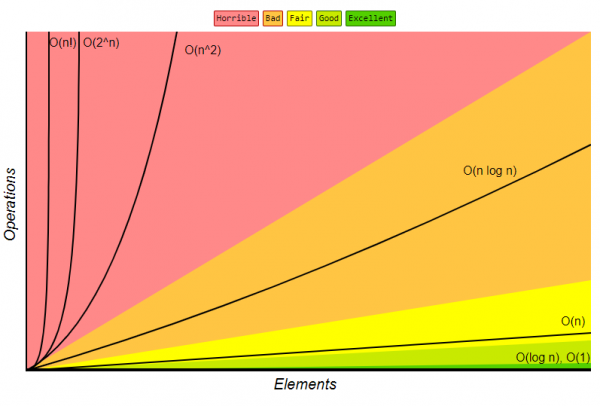 Horrible Bad Fair Good Excellent
O(n!) O(2^n)
O(n^2)
O(n log n)
Operations
O(n)
O(log n), O(1)
Elements